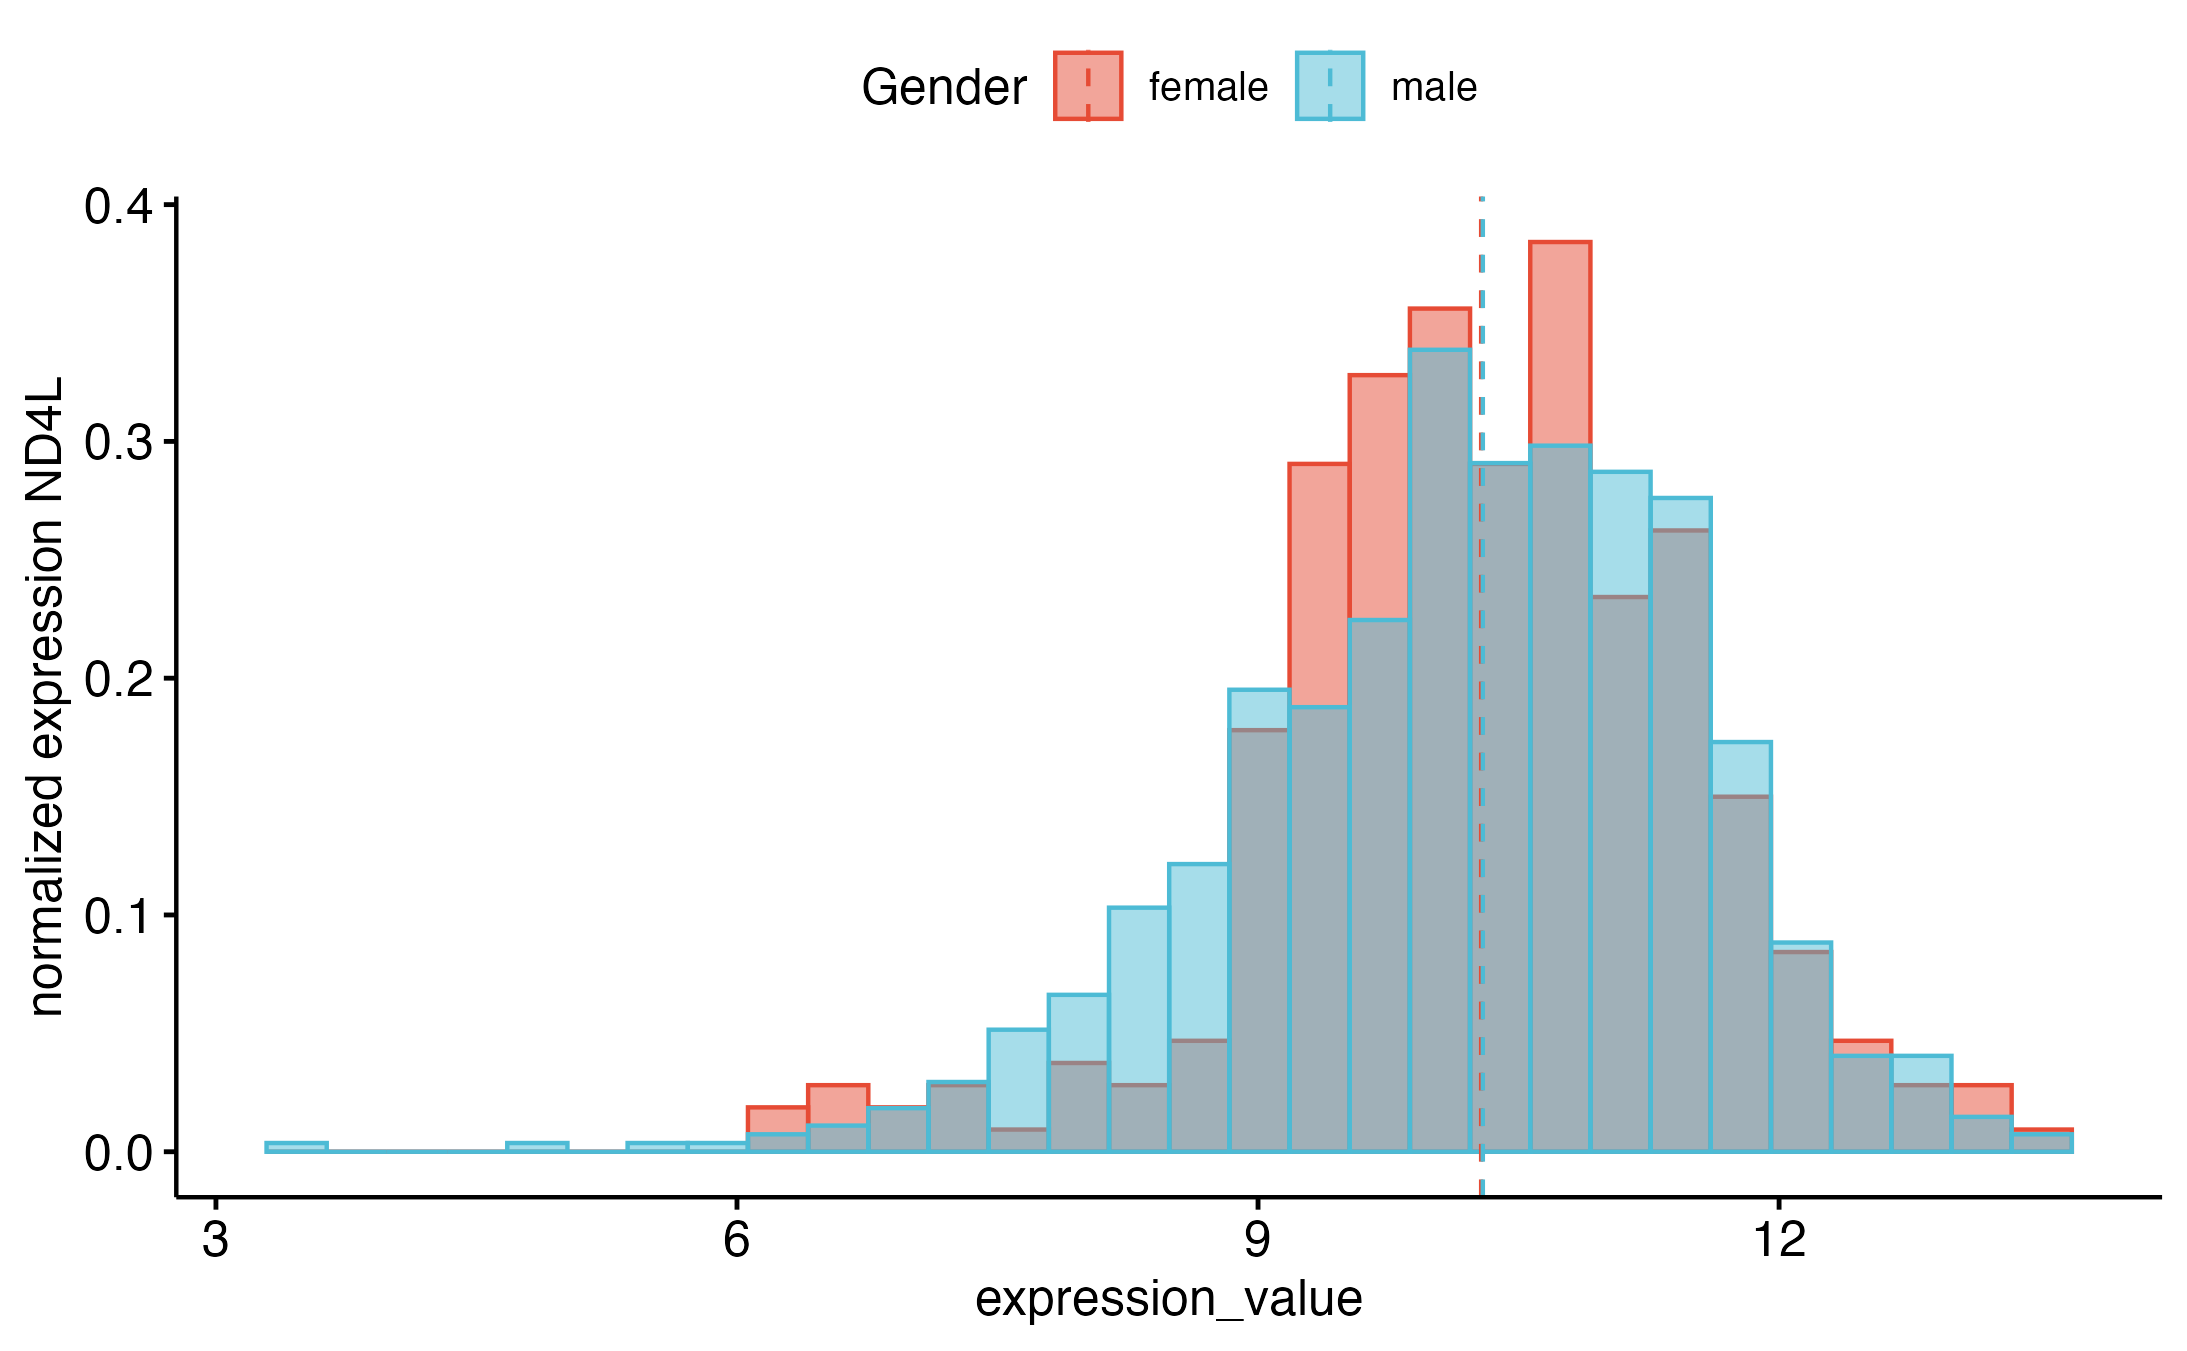 Gender female male
normalized expression ND4L
0.4
0.3
0.2
0.1
0.0
3 6 9 12
expression_value